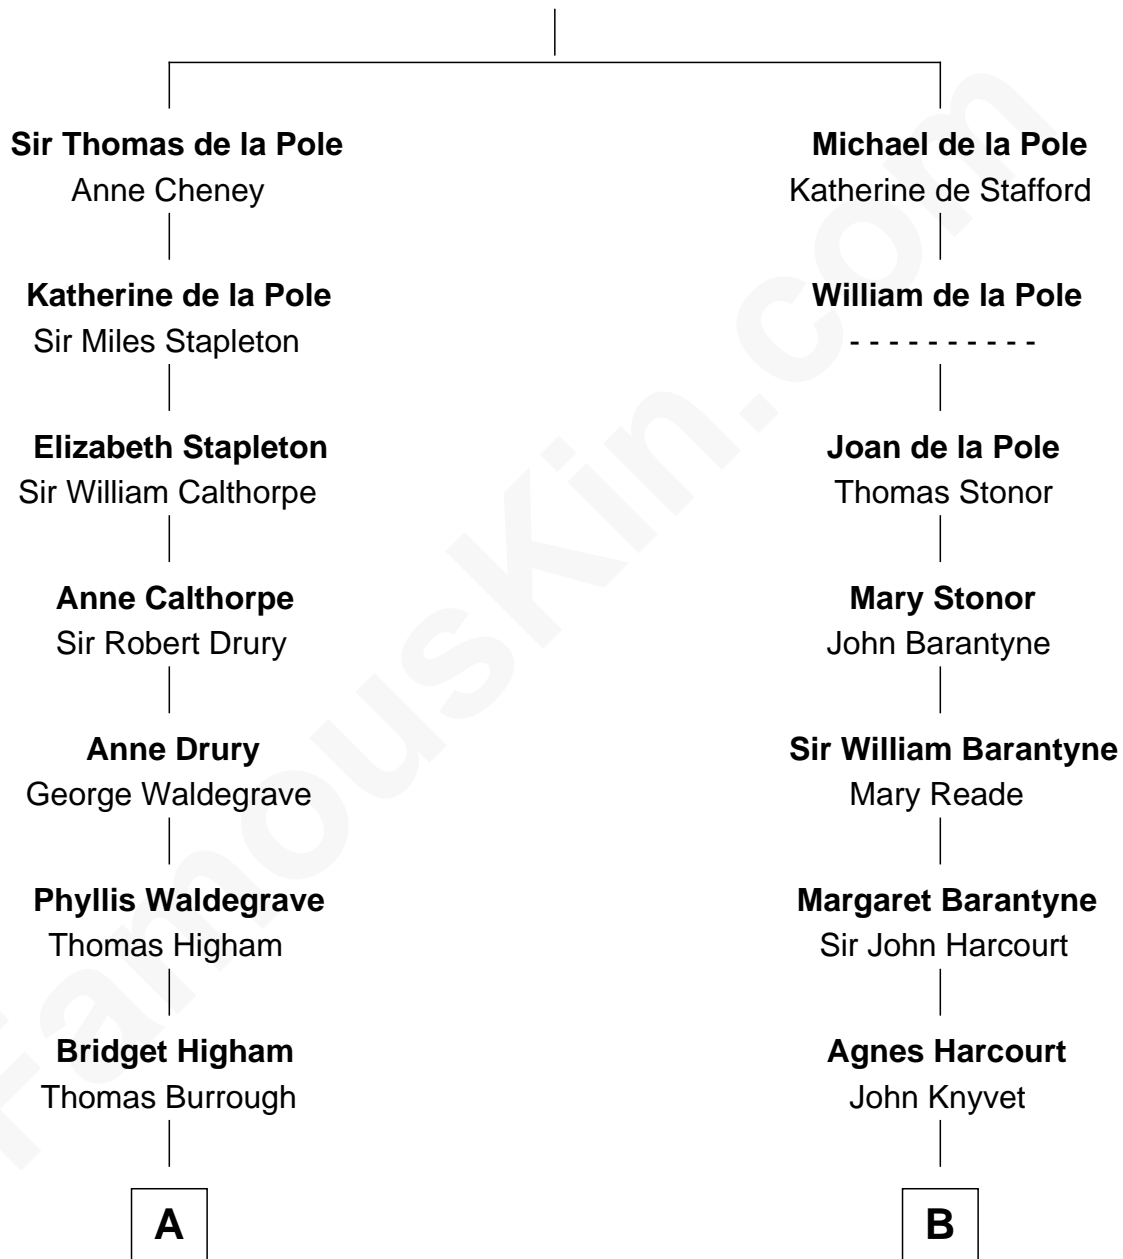 Sir Thomas de la Pole
Anne Cheney
Katherine de la Pole
Sir Miles Stapleton
Elizabeth Stapleton
Sir William Calthorpe
Anne Calthorpe
Sir Robert Drury
Anne Drury
George Waldegrave
Phyllis Waldegrave
Thomas Higham
Bridget Higham
Thomas Burrough
A
Michael de la Pole
Katherine de Stafford
William de la Pole
- - - - - - - - - -
Joan de la Pole
Thomas Stonor
Mary Stonor
John Barantyne
Sir William Barantyne
Mary Reade
Margaret Barantyne
Sir John Harcourt
Agnes Harcourt
John Knyvet
B
FamousKin.com